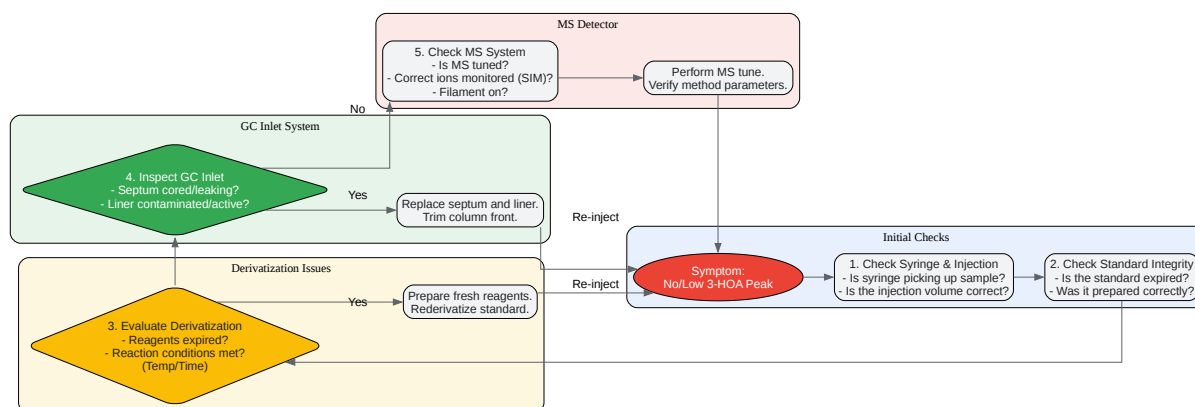 MS Detector
5. Check MS System
- Is MS tuned?
- Correct ions monitored (SIM)?
- Filament on?
Perform MS tune.
Verify method parameters.
No
GC Inlet System
4. Inspect GC Inlet
- Septum cored/leaking?
- Liner contaminated/active?
Yes
Replace septum and liner.
Trim column front.
Re-inject
Initial Checks
Symptom:
No/Low 3-HOA Peak
1. Check Syringe & Injection
- Is syringe picking up sample?
- Is the injection volume correct?
2. Check Standard Integrity
- Is the standard expired?
- Was it prepared correctly?
Derivatization Issues
3. Evaluate Derivatization
- Reagents expired?
- Reaction conditions met?
(Temp/Time)
Yes
Prepare fresh reagents.
Rederivatize standard.
Re-inject